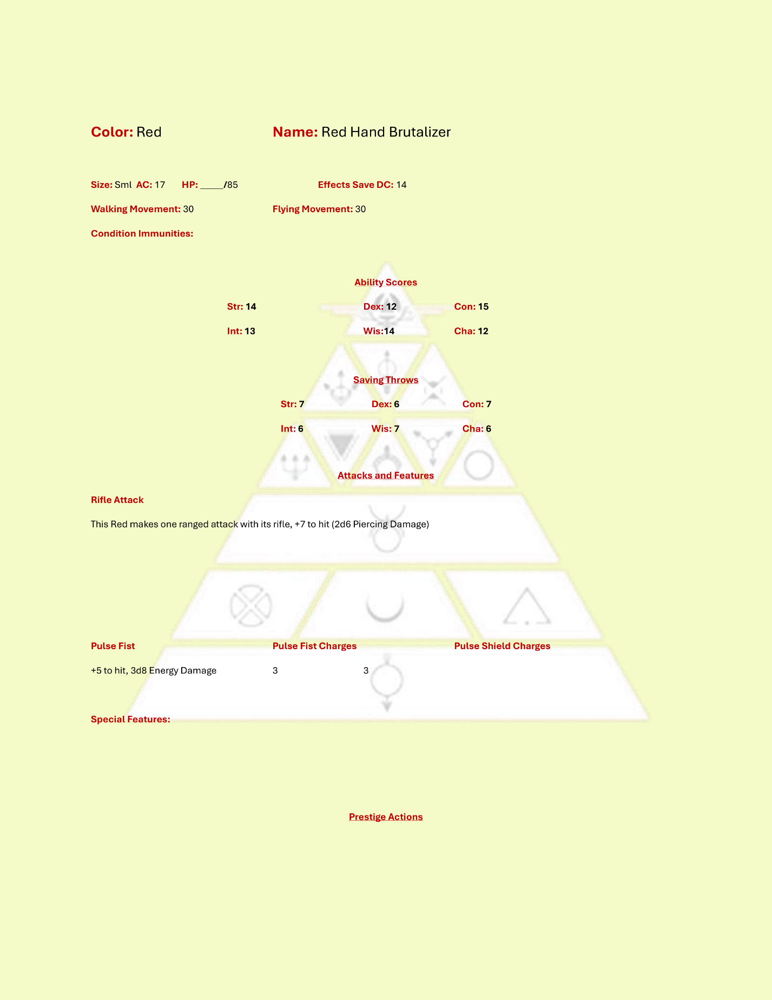 Color: Red Name: Red Hand Brutalizer
Size: Sml AC: 17 HP: _____/85 Effects Save DC: 14
Walking Movement: 30 Flying Movement: 30
Condition Immunities:
Ability Scores
Str: 14 Dex: 12 Con: 15
Int: 13 Wis:14 Cha: 12
Saving Throws
Str: 7 Dex: 6 Con: 7
Int: 6 Wis: 7 Cha: 6
Attacks and Features
Rifle Attack
This Red makes one ranged attack with its rifle, +7 to hit (2d6 Piercing Damage)
Pulse Fist Pulse Fist Charges Pulse Shield Charges
+5 to hit, 3d8 Energy Damage 3 3
Special Features:
Prestige Actions